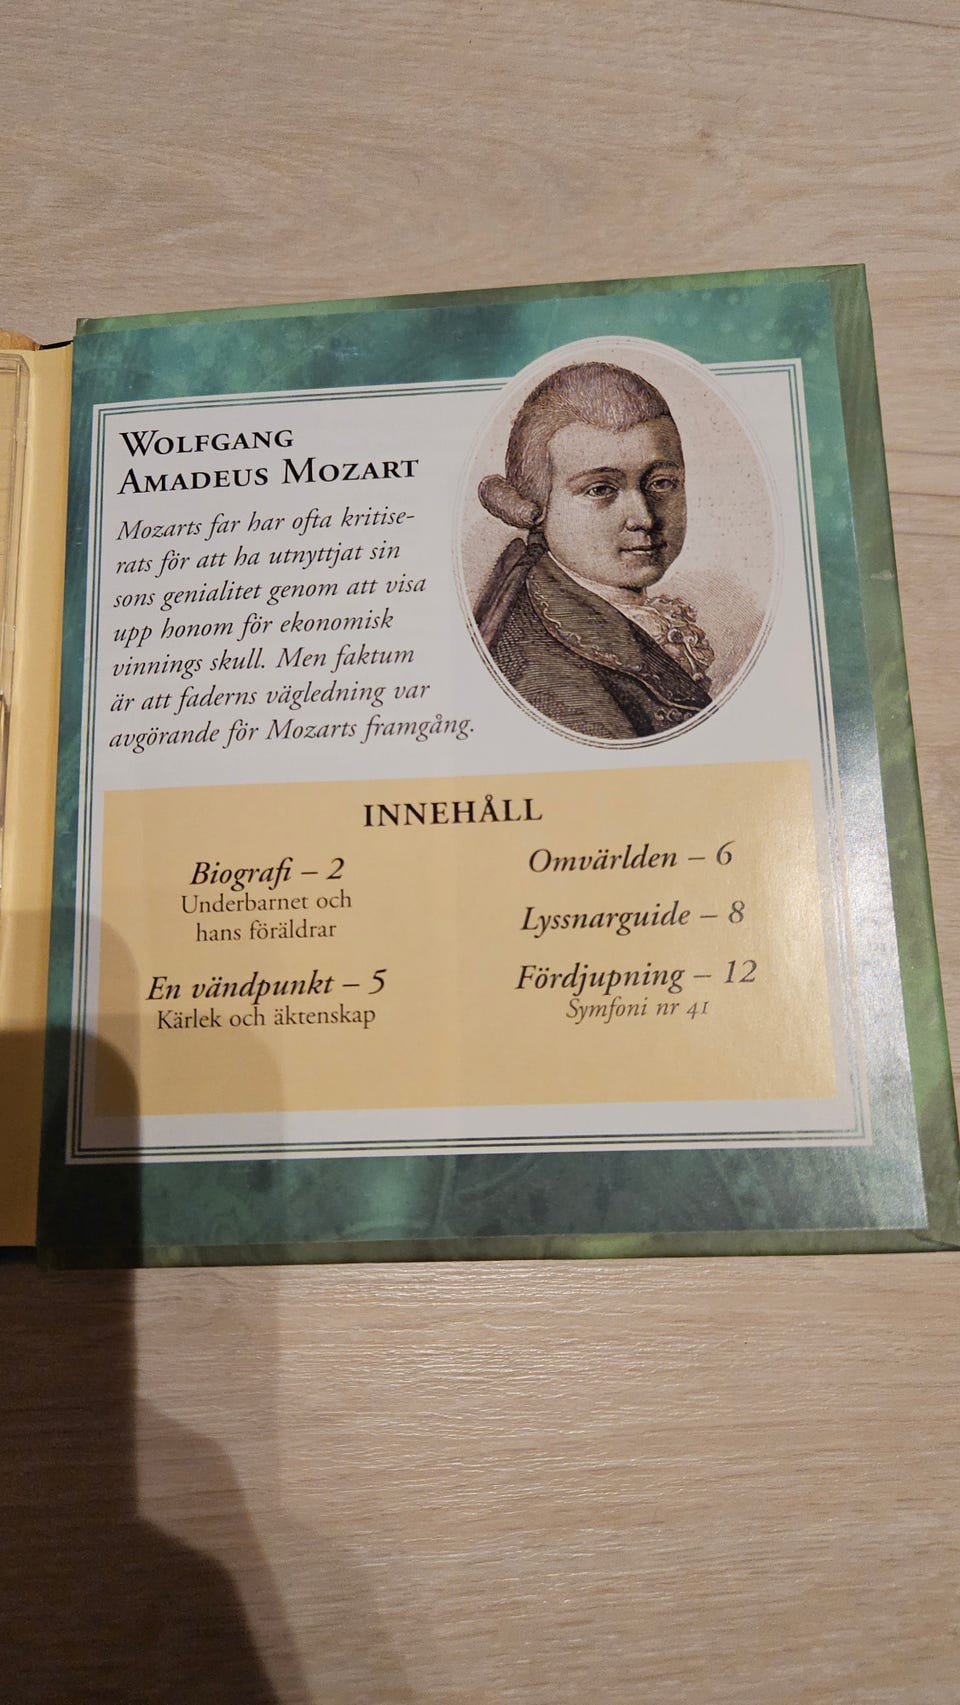 Wolfgang
Amadeus Mozart
Mozarts far har ofta kritise-
rats för att ha utnyttjat sin
sons genialitet genom att visa
upp honom för ekonomisk
vinnings skull. Men faktum
är att faderns vägledning var
avgörande för Mozarts framgång.
INNEHÅLL
Biografi – 2
Underbarnet och
hans föräldrar
En vändpunkt – 5
Kärlek och äktenskap
Omvärlden – 6
Lyssnarguide – 8
Fördjupning – 12
Symfoni nr 41